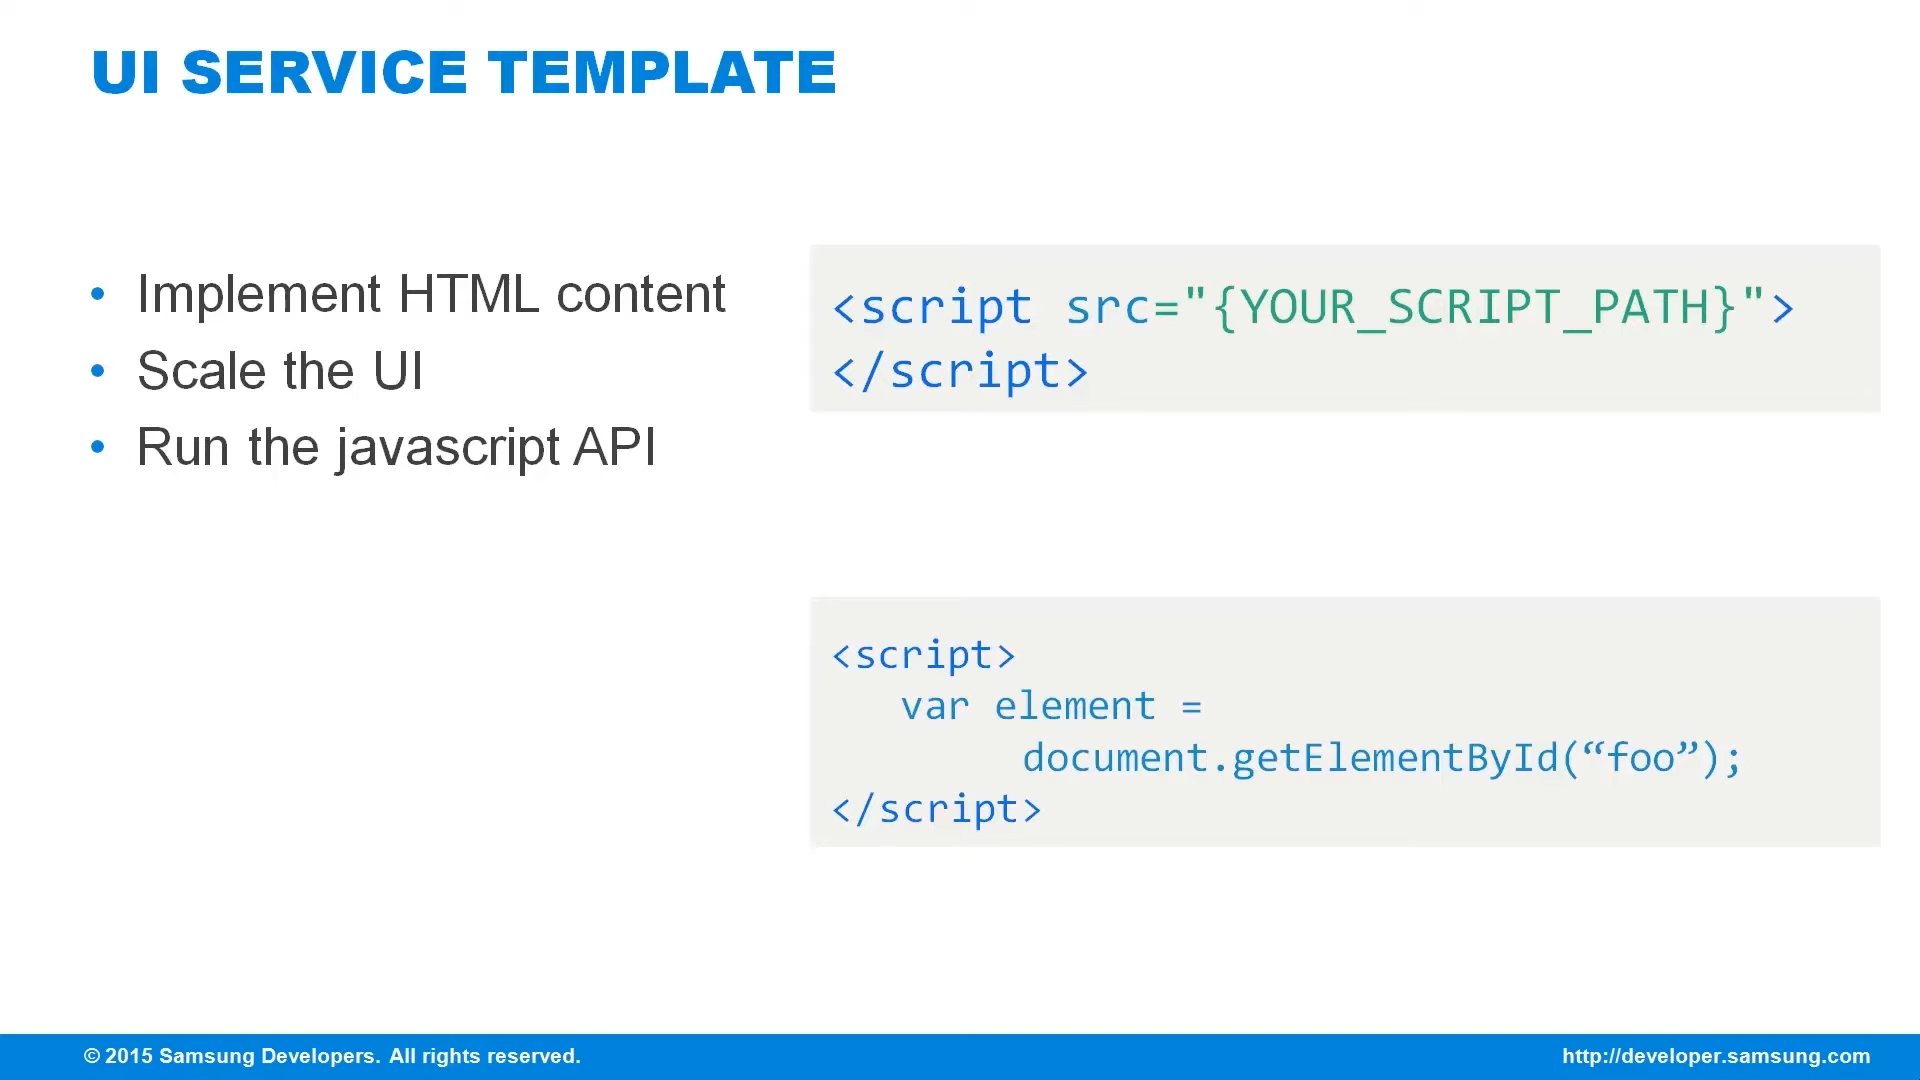 UI SERVICE TEMPLATE
• Implement HTML content
• Scale the UI
• Run the javascript API
<script src="{YOUR_SCRIPT_PATH}">
</script>
<script>
var element =
document.getElementById(“foo”);
</script>
© 2015 Samsung Developers. All rights reserved.
http://developer.samsung.com